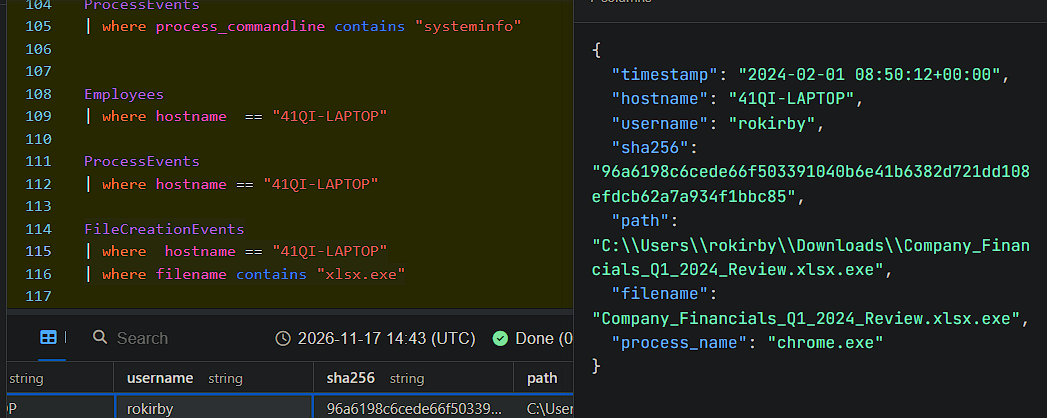 104 ProcessEvents
105 | where process_commandline contains "systeminfo"
106
107
108 Employees
109 | where hostname  == "41QI-LAPTOP"
110
111 ProcessEvents
112 | where hostname == "41QI-LAPTOP"
113
114 FileCreationEvents
115 | where  hostname == "41QI-LAPTOP"
116 | where filename contains "xlsx.exe"
117
Search
2026-11-17 14:43 (UTC)
Done (0
string username string sha256 string path
P rokirby 96a6198c6cede66f50339... C:\User
columns
{
"timestamp": "2024-02-01 08:50:12+00:00",
"hostname": "41QI-LAPTOP",
"username": "rokirby",
"sha256":
"96a6198c6cede66f503391040b6e41b6382d721dd108
efdcb62a7a934f1bbc85",
"path":
"C:\\Users\\rokirby\\Downloads\\Company_Finan
cials_Q1_2024_Review.xlsx.exe",
"filename":
"Company_Financials_Q1_2024_Review.xlsx.exe",
"process_name": "chrome.exe"
}